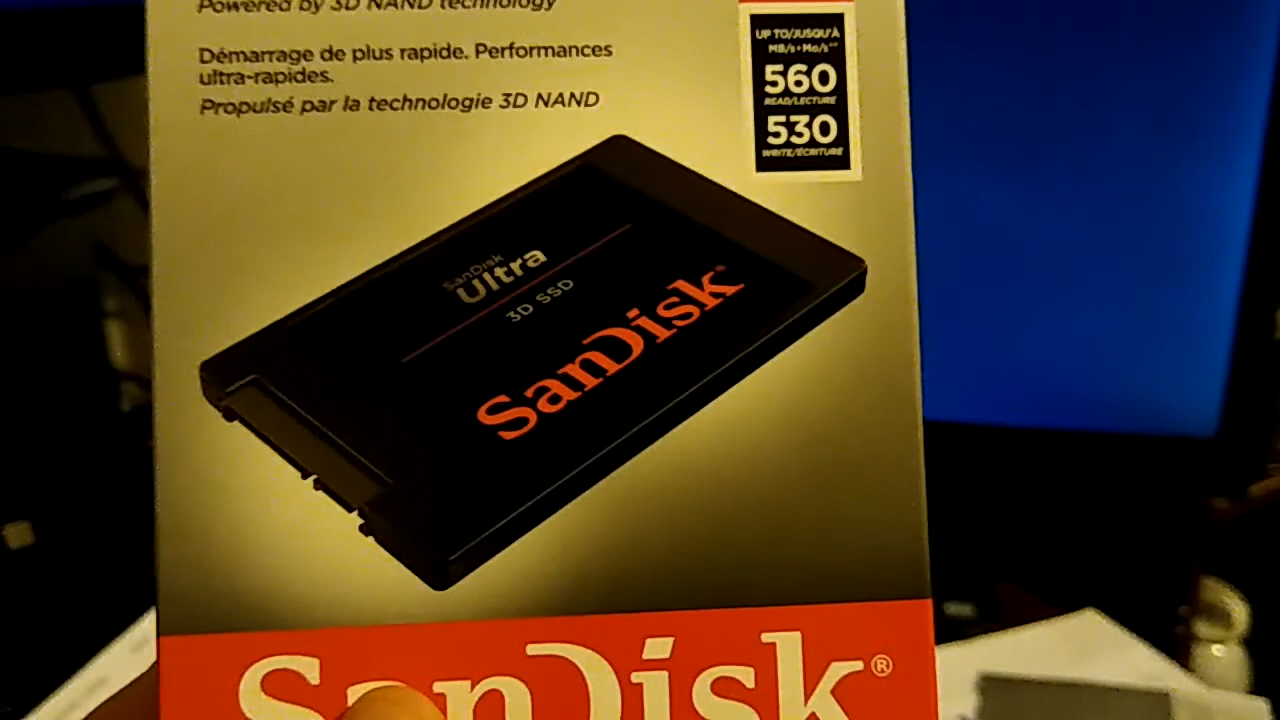 Powered by 3D NAND technology
Démarrage de plus rapide. Performances
ultra-rapides.
Propulsé par la technologie 3D NAND
UP TO/JUSQU'À
MB/s • Mo/s**
560
READ/LECTURE
530
WRITE/ÉCRITURE
SanDisk
Ultra
3D SSD
SanDisk
SanDisk®